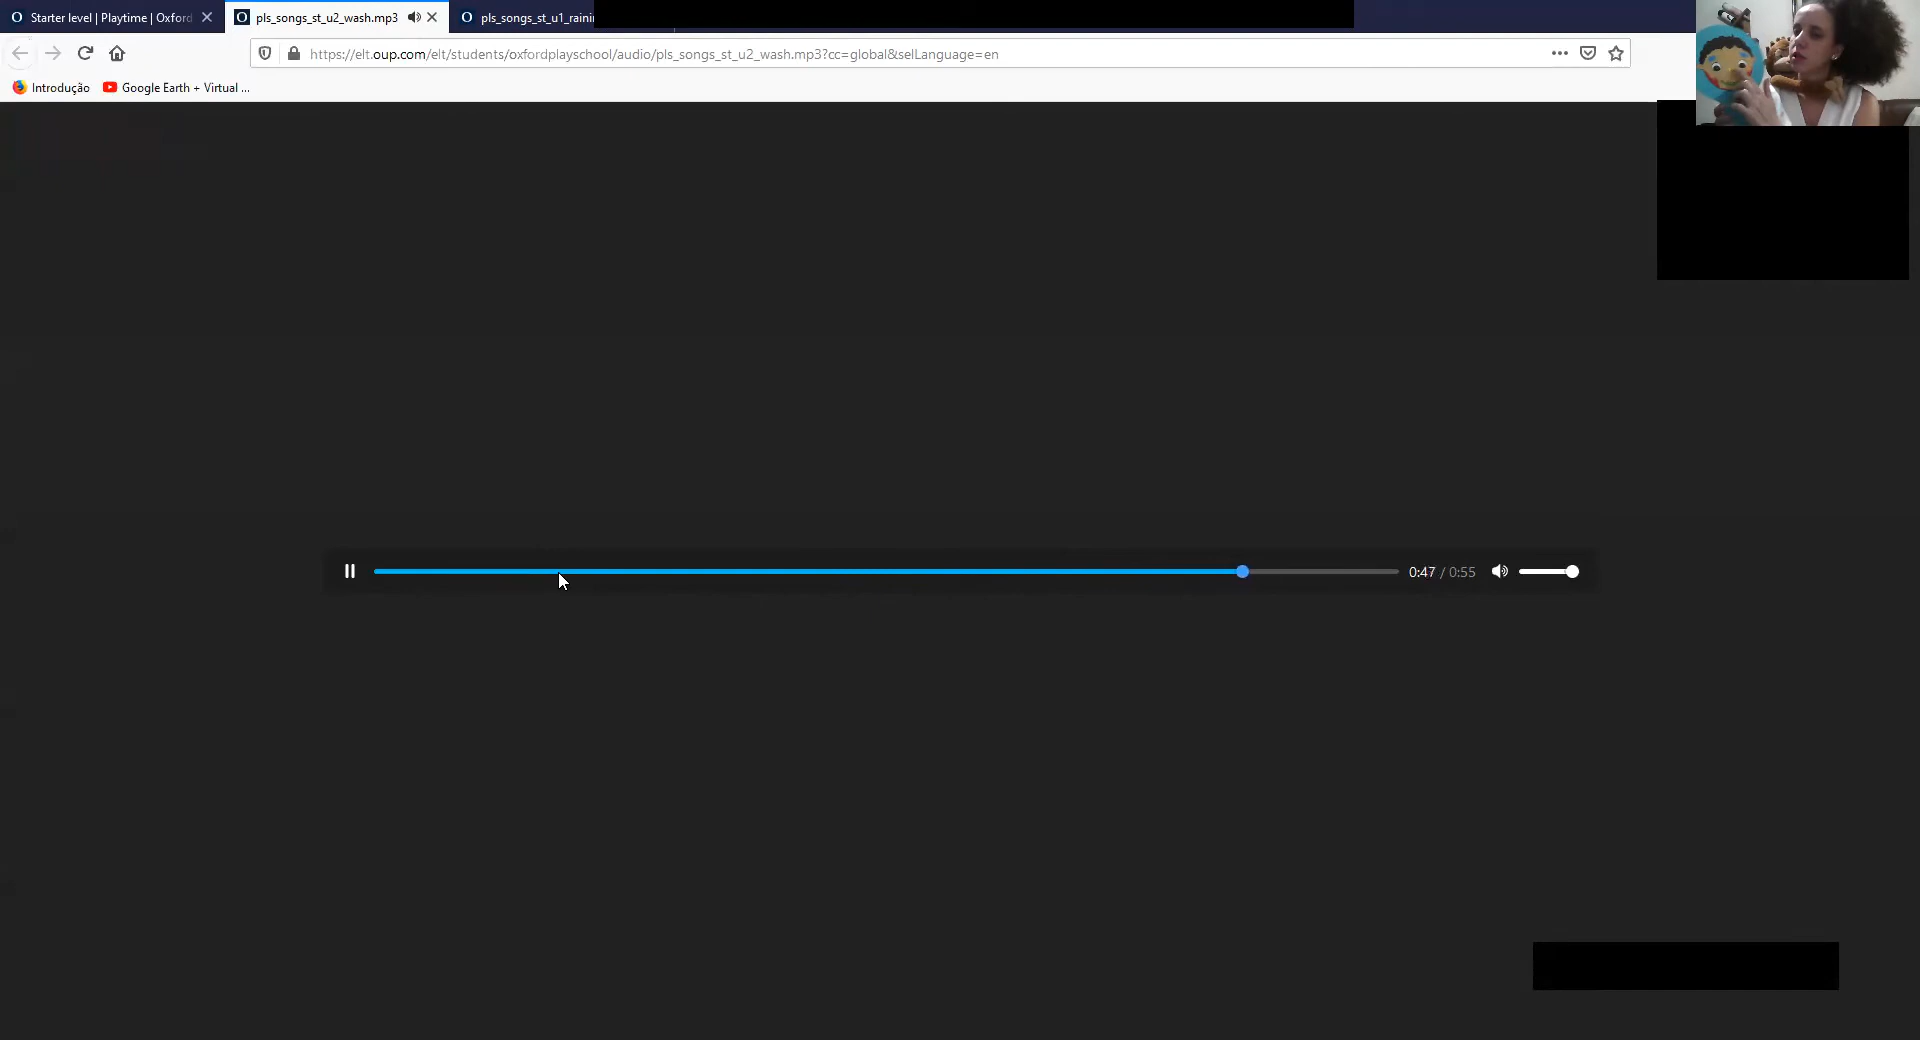 Starter level | Playtime | Oxford
pls_songs_st_u2_wash.mp3
pls_songs_st_u1_raini
https://elt.oup.com/elt/students/oxfordplayschool/audio/pls_songs_st_u2_wash.mp3?cc=global&selLanguage=en
Introdução
Google Earth + Virtual ...
0:47 / 0:55